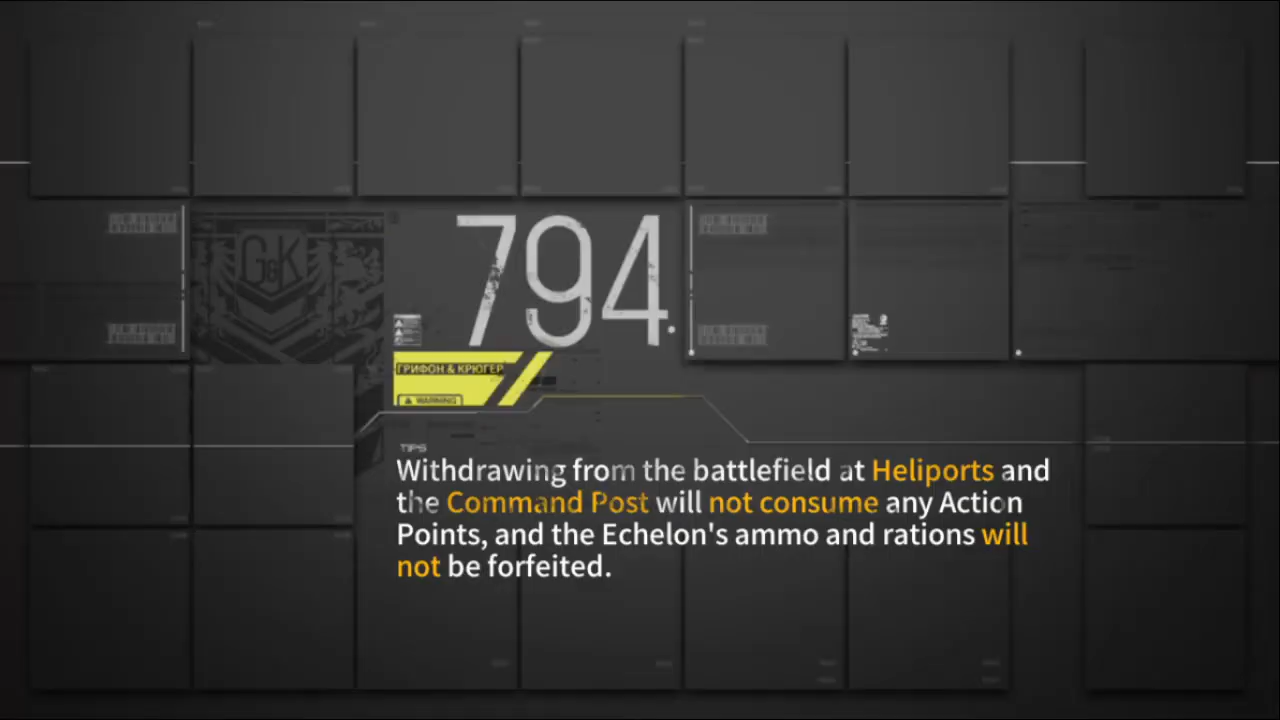 G&K
794.
ГРИФОН & КРЮГЕР
WARNING
TIPS
Withdrawing from the battlefield at Heliports and
the Command Post will not consume any Action
Points, and the Echelon's ammo and rations will
not be forfeited.